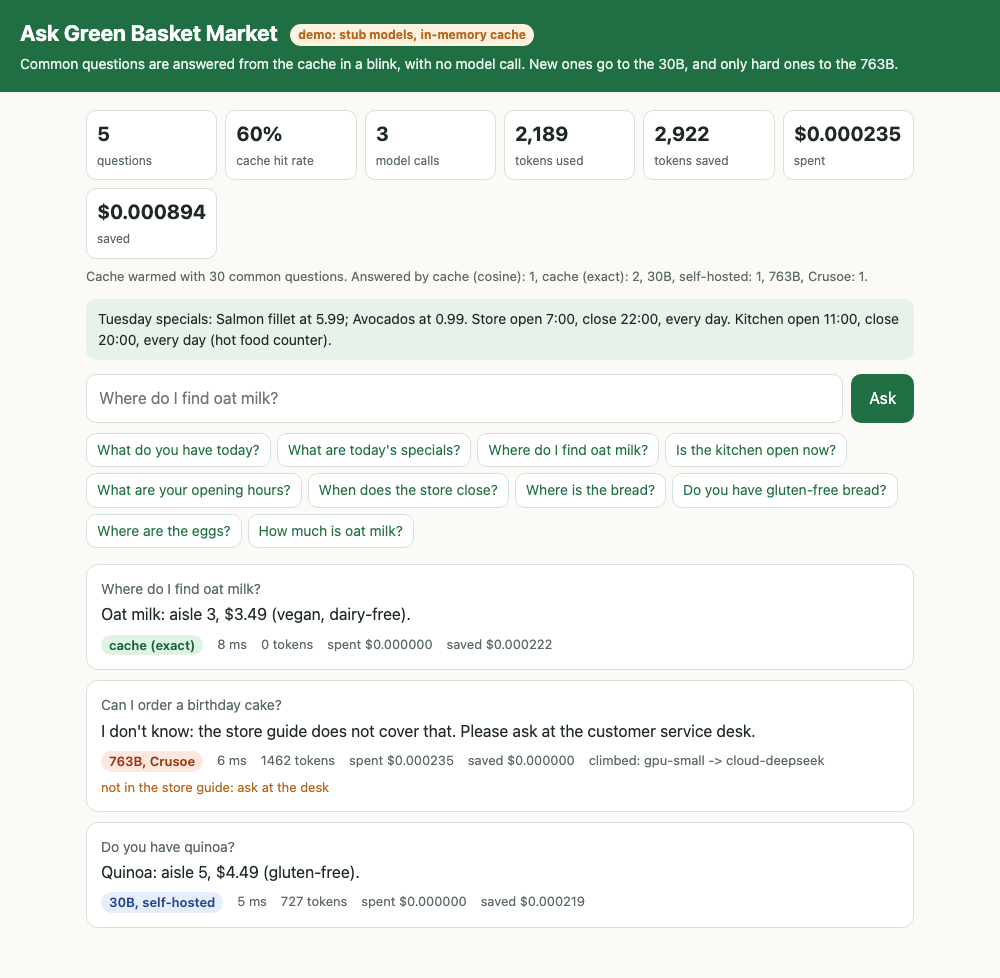 Ask Green Basket Market
demo: stub models, in-memory cache
Common questions are answered from the cache in a blink, with no model call. New ones go to the 30B, and only hard ones to the 763B.
5
questions
60%
cache hit rate
3
model calls
2,189
tokens used
2,922
tokens saved
$0.000235
spent
$0.000894
saved
Cache warmed with 30 common questions. Answered by cache (cosine): 1, cache (exact): 2, 30B, self-hosted: 1, 763B, Crusoe: 1.
Tuesday specials: Salmon fillet at 5.99; Avocados at 0.99. Store open 7:00, close 22:00, every day. Kitchen open 11:00, close
20:00, every day (hot food counter).
Where do I find oat milk?
Ask
What do you have today?
What are today's specials?
Where do I find oat milk?
Is the kitchen open now?
What are your opening hours?
When does the store close?
Where is the bread?
Do you have gluten-free bread?
Where are the eggs?
How much is oat milk?
Where do I find oat milk?
Oat milk: aisle 3, $3.49 (vegan, dairy-free).
cache (exact) 8 ms 0 tokens spent $0.000000 saved $0.000222
Can I order a birthday cake?
I don't know: the store guide does not cover that. Please ask at the customer service desk.
763B, Crusoe 6 ms 1462 tokens spent $0.000235 saved $0.000000 climbed: gpu-small -> cloud-deepseek
not in the store guide: ask at the desk
Do you have quinoa?
Quinoa: aisle 5, $4.49 (gluten-free).
30B, self-hosted 5 ms 727 tokens spent $0.000000 saved $0.000219